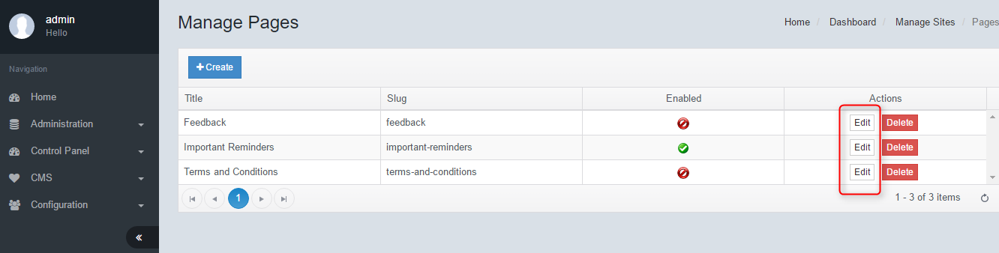 admin
Hello
Manage Pages
Home / Dashboard / Manage Sites / Pages
Navigation
Create
Home
Administration
Control Panel
CMS
Configuration
Title Slug Enabled Actions
Feedback feedback Edit Delete
Important Reminders important-reminders Edit Delete
Terms and Conditions terms-and-conditions Edit Delete
1 1 - 3 of 3 items